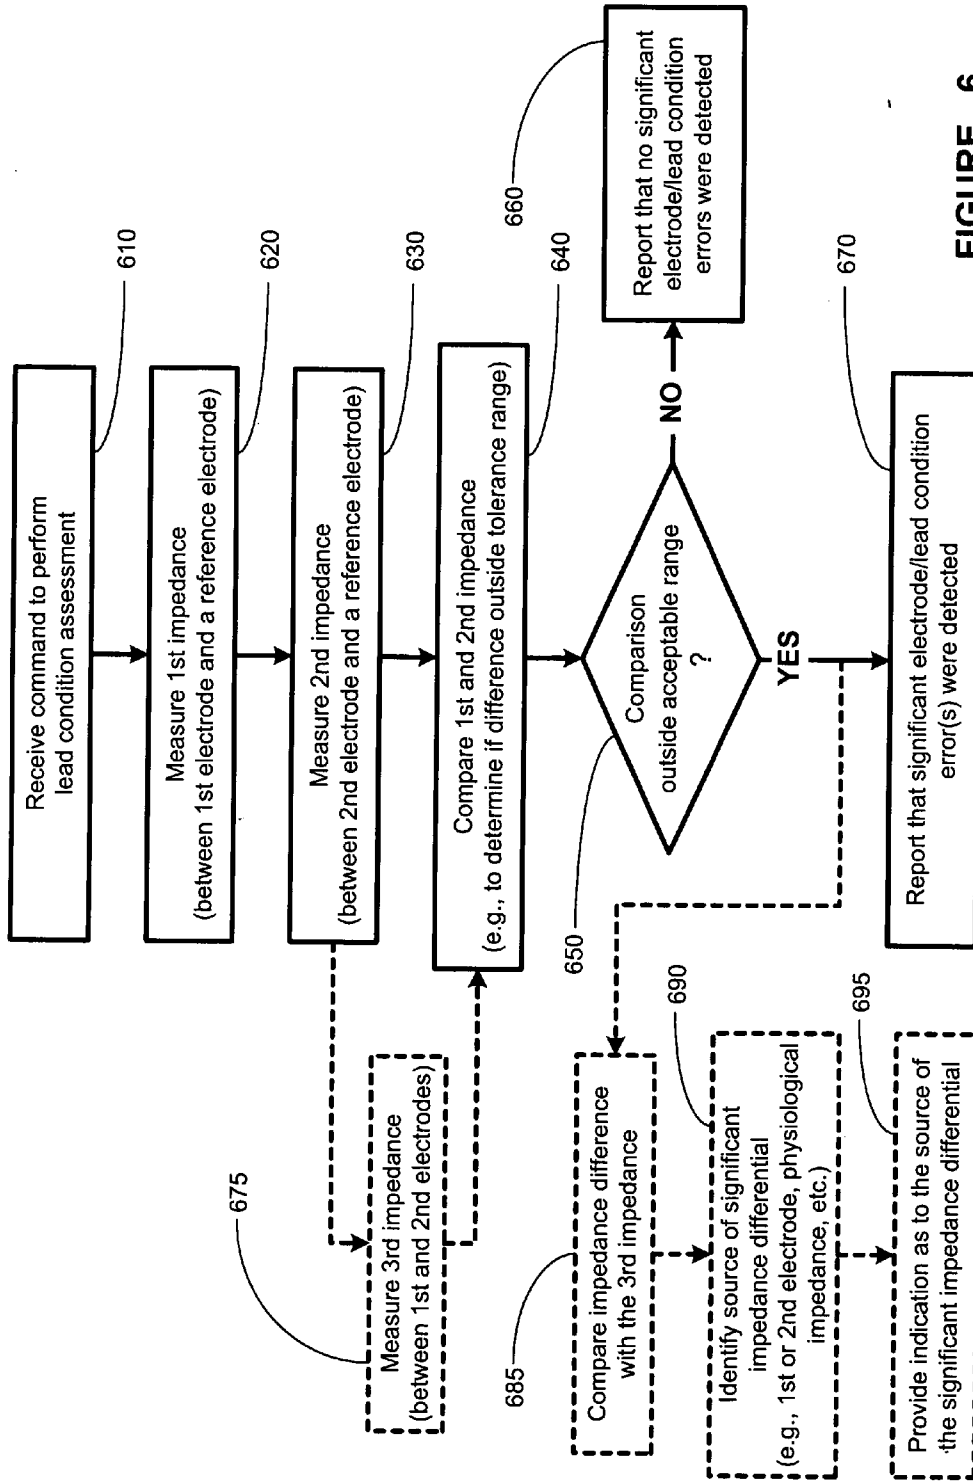 Receive command to perform
lead condition assessment
610
Measure 1st impedance
(between 1st electrode and a reference electrode)
620
Measure 2nd impedance
(between 2nd electrode and a reference electrode)
630
Measure 3rd impedance
(between 1st and 2nd electrodes)
675
Compare 1st and 2nd impedance
(e.g., to determine if difference outside tolerance range)
640
Comparison
outside acceptable range
?
650
NO
Report that no significant
electrode/lead condition
errors were detected
660
YES
Report that significant electrode/lead condition
error(s) were detected
670
Compare impedance difference
with the 3rd impedance
685
Identify source of significant
impedance differential
(e.g., 1st or 2nd electrode, physiological
impedance, etc.)
690
Provide indication as to the source of
the significant impedance differential
695
FIGURE 6